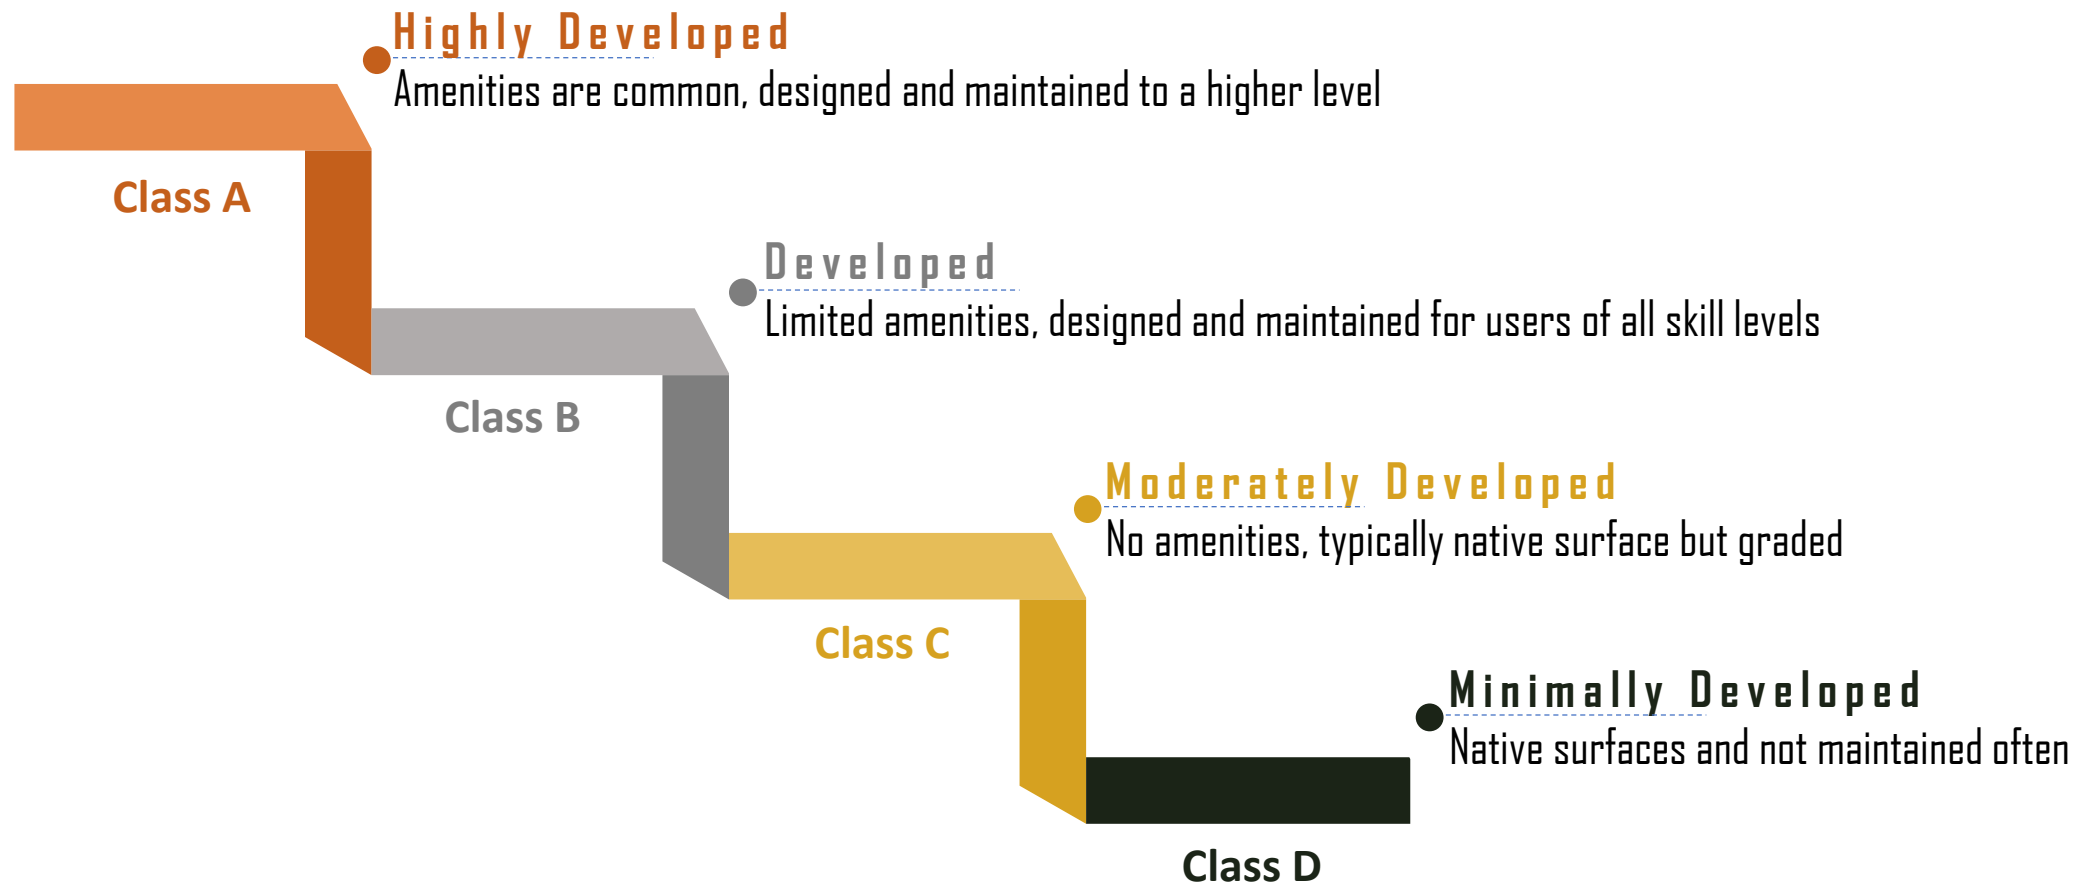 Highly Developed
Amenities are common, designed and maintained to a higher level
Class A
Developed
Limited amenities, designed and maintained for users of all skill levels
Class B
Moderately Developed
No amenities, typically native surface but graded
Class C
Minimally Developed
Native surfaces and not maintained often
Class D